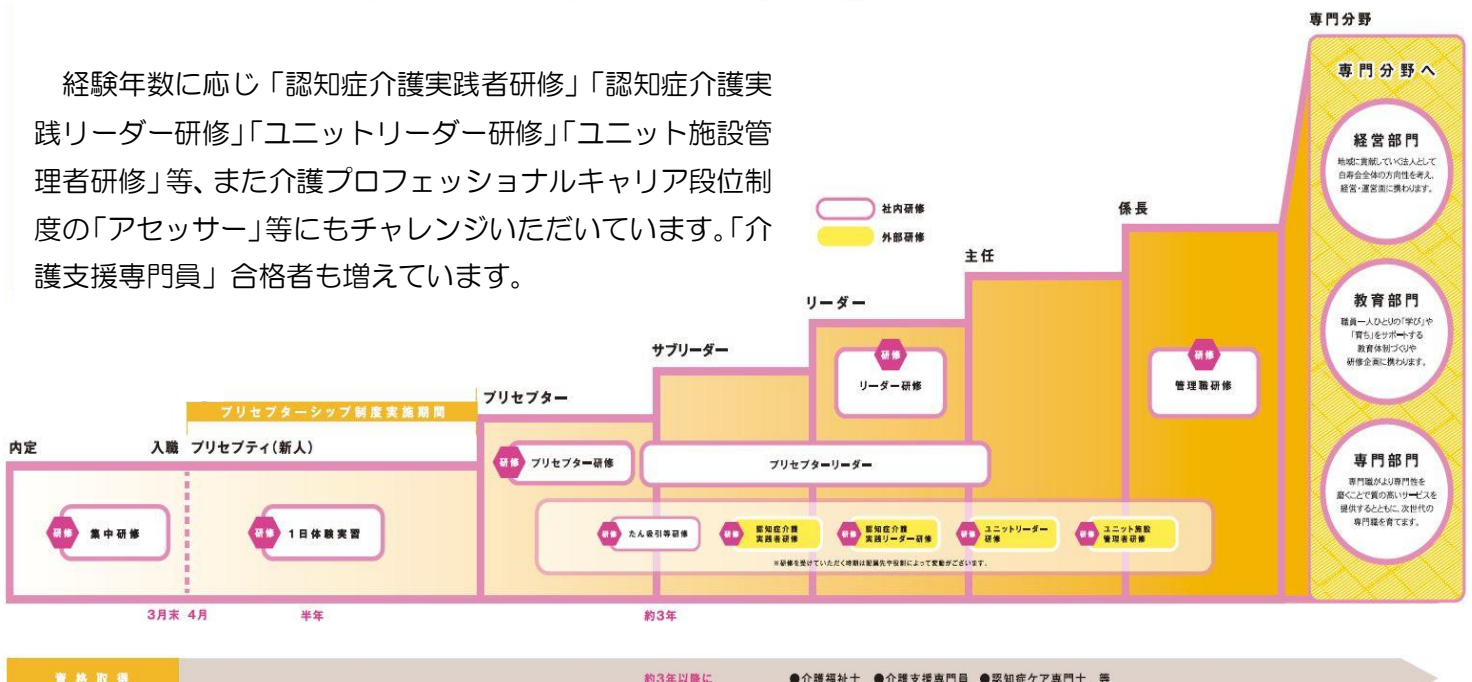 経験年数に応じ「認知症介護実践者研修」「認知症介護実
践リーダー研修」「ユニットリーダー研修」「ユニット施設管
理者研修」等、また介護プロフェッショナルキャリア段位制
度の「アセッサー」等にもチャレンジいただいています。「介
護支援専門員」合格者も増えています。
社内研修
外部研修
専門分野
専門分野へ
経営部門
地域に貢献していく法人として
白寿会全体の方向性を考え、
経営・運営面に携わります。
教育部門
職員一人ひとりの「学び」や
「育ち」をサポートする
教育体制づくりや
研修企画に携わります。
専門部門
専門職がより専門性を
磨くことで質の高いサービスを
提供するとともに、次世代の
専門職を育てます。
係長
主任
リーダー
サブリーダー
プリセプター
プリセプターシップ制度実施期間
内定
入職
プリセプティ(新人)
研修 集中研修
研修 1日体験実習
研修 プリセプター研修
プリセプターリーダー
研修
リーダー研修
研修
管理職研修
研修 たん吸引等研修
研修 認知症介護
実践者研修
研修 認知症介護
実践リーダー研修
研修 ユニットリーダー
研修
研修 ユニット施設
管理者研修
※研修を受けていただく時期は配属先や役割によって変動がございます。
3月末 4月
半年
約3年
資格取得
約3年以降に
●介護福祉士 ●介護支援専門員 ●認知症ケア専門士 等